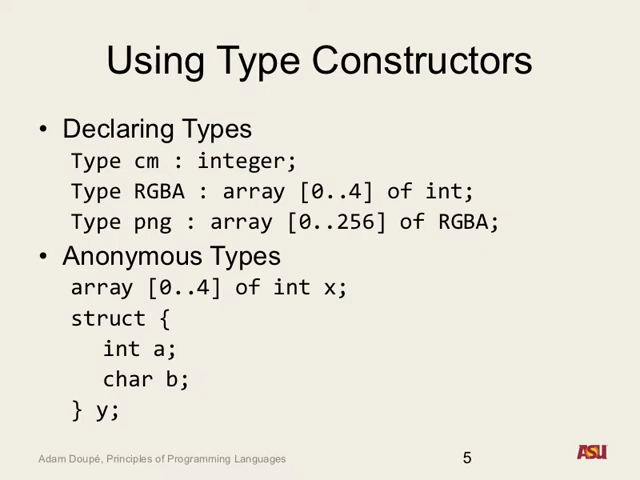 Using Type Constructors
• Declaring Types
Type cm : integer;
Type RGBA : array [0..4] of int;
Type png : array [0..256] of RGBA;
• Anonymous Types
array [0..4] of int x;
struct {
int a;
char b;
} y;
Adam Doupé, Principles of Programming Languages
5
ASU